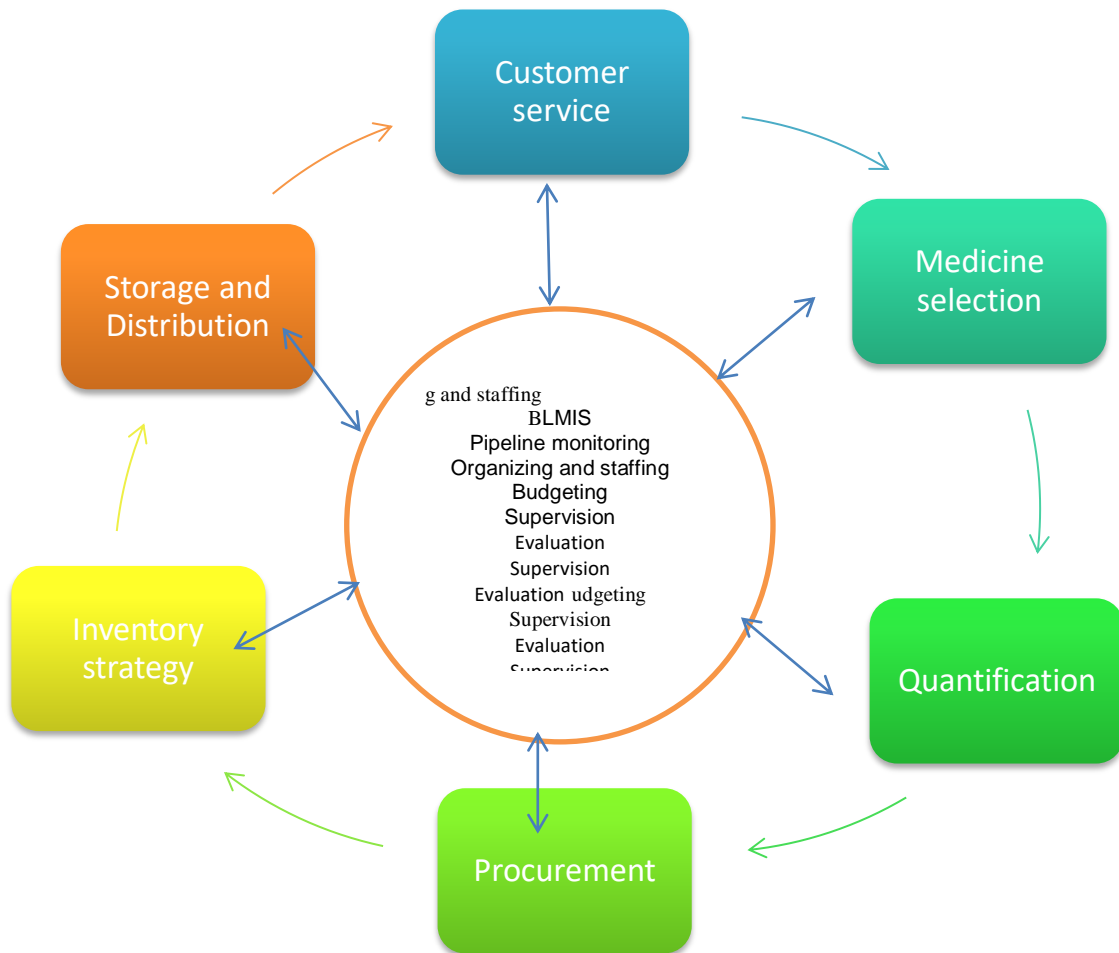 Customer
service
Medicine
selection
Quantification
Procurement
Inventory
strategy
Storage and
Distribution
g and staffing
BLMIS
Pipeline monitoring
Organizing and staffing
Budgeting
Supervision
Evaluation
Supervision
Evaluation udgeting
Supervision
Evaluation
Supervision